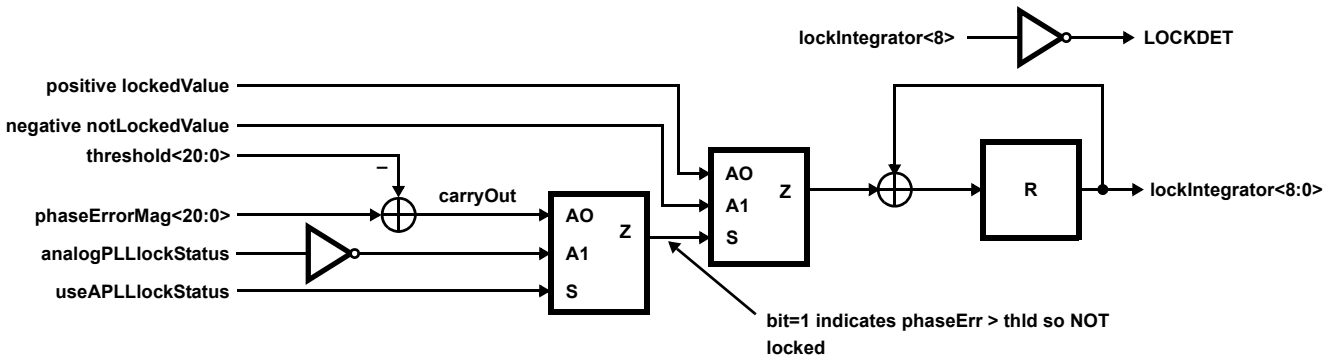 lockIntegrator<8>
LOCKDET
positive lockedValue
negative notLockedValue
threshold<20:0>
–
phaseErrorMag<20:0>
carryOut
analogPLLlockStatus
useAPLLlockStatus
AO
A1
S
Z
AO
A1
S
Z
R
lockIntegrator<8:0>
bit=1 indicates phaseErr > thld so NOT
locked